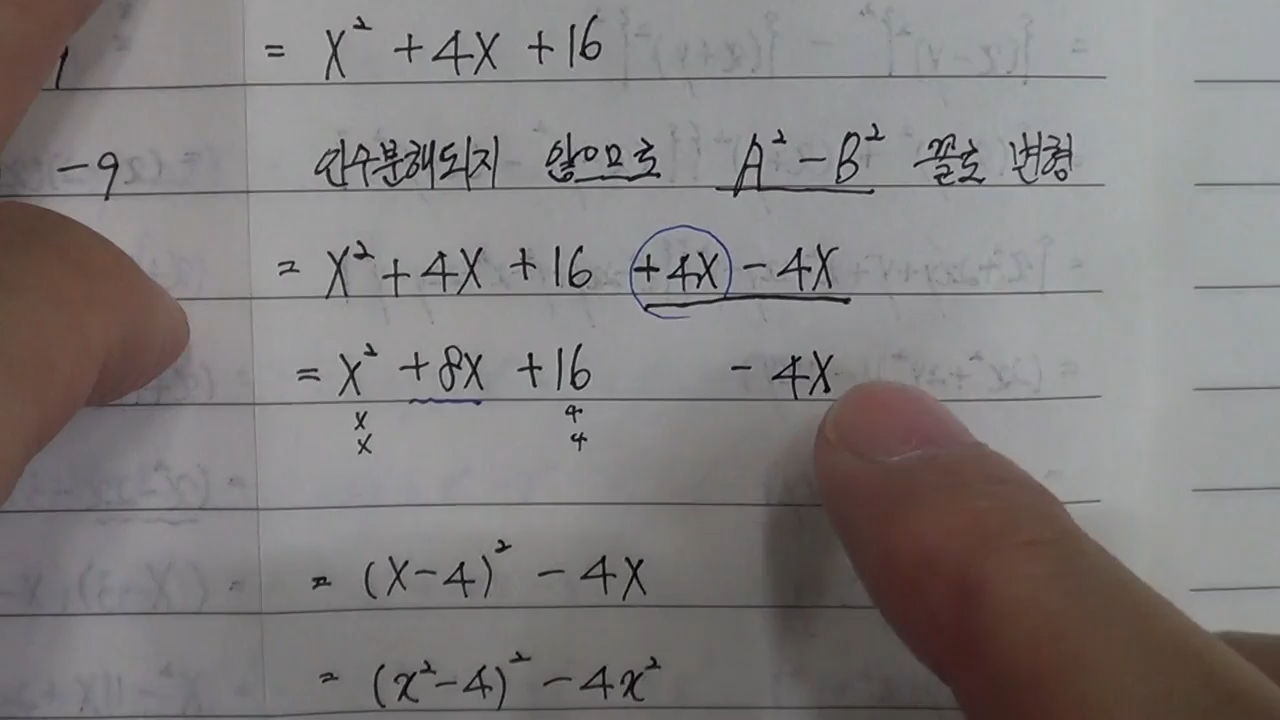 = X² + 4X + 16
-9
인수분해되지 않으므로 A² - B² 꼴로 변형
= X² + 4X + 16 + 4X - 4X
= X² + 8X + 16 - 4X
x 4
x 4
= (X-4)² - 4X
= (x²-4)² - 4x²